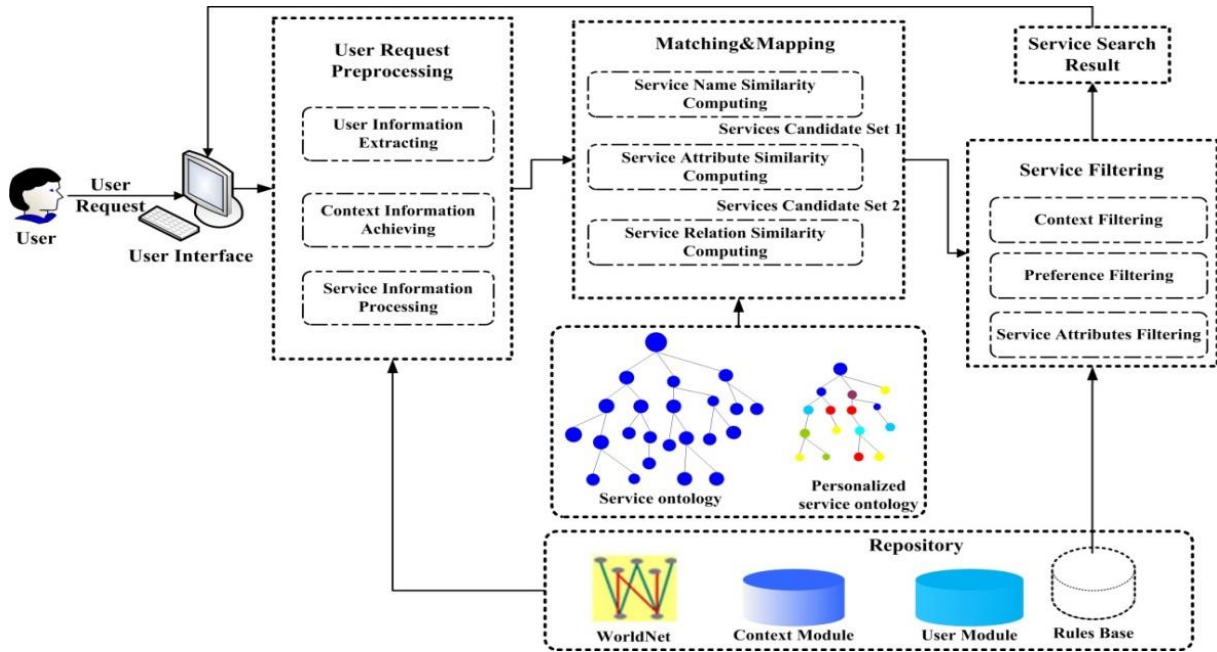 User Request
Preprocessing
User Information
Extracting
Context Information
Achieving
Service Information
Processing
User
Request
User
User Interface
Matching&Mapping
Service Name Similarity
Computing
Services Candidate Set 1
Service Attribute Similarity
Computing
Services Candidate Set 2
Service Relation Similarity
Computing
Service Search
Result
Service Filtering
Context Filtering
Preference Filtering
Service Attributes Filtering
Service ontology
Personalized
service ontology
Repository
WorldNet
Context Module
User Module
Rules Base